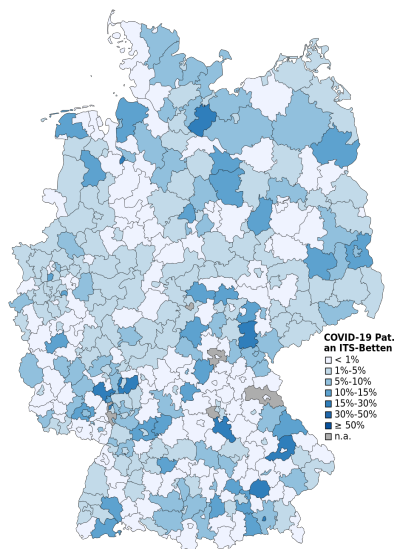 COVID-19 Pat.
an ITS-Betten
< 1%
1%-5%
5%-10%
10%-15%
15%-30%
30%-50%
≥ 50%
n.a.